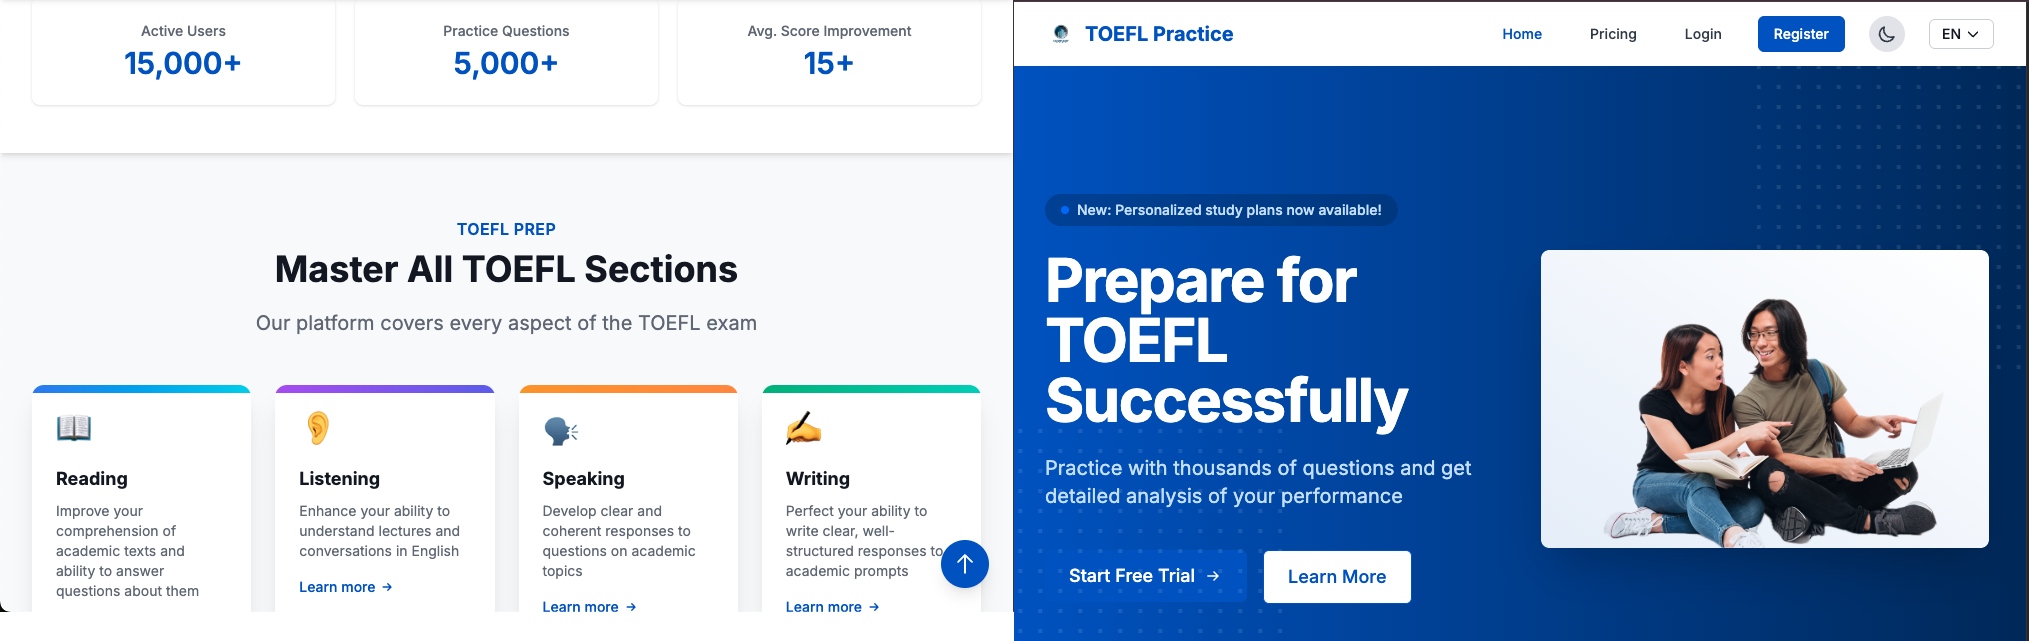 Active Users
15,000+
Practice Questions
5,000+
Avg. Score Improvement
15+
TOEFL PREP
Master All TOEFL Sections
Our platform covers every aspect of the TOEFL exam
Reading
Improve your
comprehension of
academic texts and
ability to answer
questions about them
Listening
Enhance your ability to
understand lectures and
conversations in English
Learn more →
Speaking
Develop clear and
coherent responses to
questions on academic
topics
Learn more →
Writing
Perfect your ability to
write clear, well-
structured responses to
academic prompts
Learn more →
TOEFL Practice
Home
Pricing
Login
Register
EN
New: Personalized study plans now available!
Prepare for
TOEFL
Successfully
Practice with thousands of questions and get
detailed analysis of your performance
Start Free Trial →
Learn More